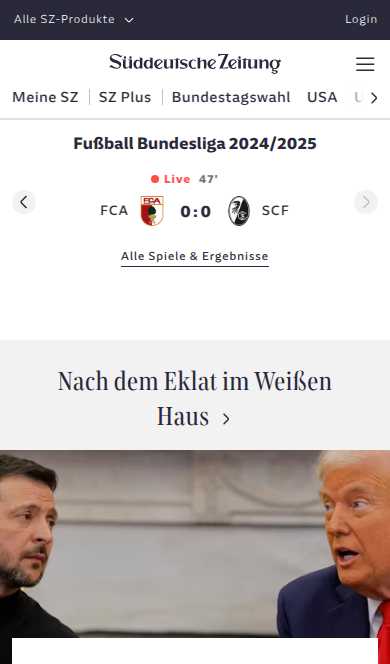 Alle SZ-Produkte
Login
Süddeutsche Zeitung
Meine SZ SZ Plus Bundestagswahl USA
Fußball Bundesliga 2024/2025
Live 47'
FCA FCA 0:0 SCF
Alle Spiele & Ergebnisse
Nach dem Eklat im Weißen
Haus